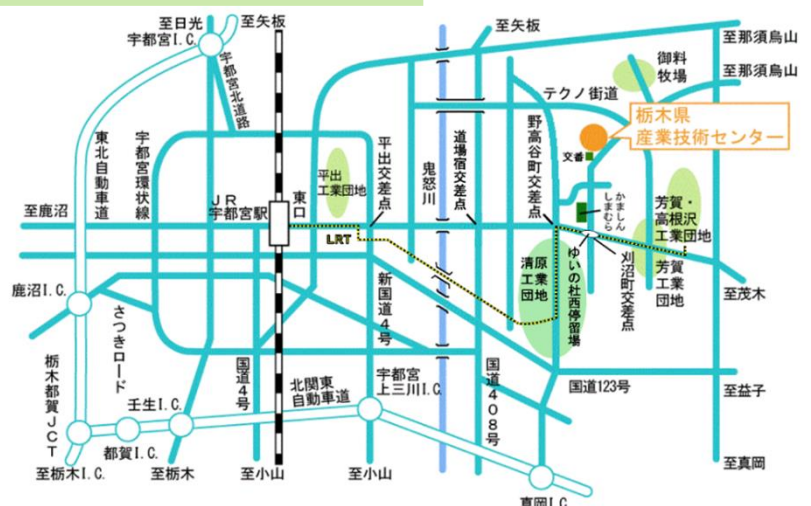 至日光
至矢板
宇都宮I.C.
宇都宮北道路
至矢板
至那須烏山
至那須烏山
御料
牧場
テクノ街道
栃木県
産業技術センター
交番
東北自動車道
宇都宮環状線
平出
工業団地
平出交差点
鬼怒川
道場宿交差点
野高谷町交差点
かましん
しまむら
芳賀・
高根沢
工業団地
至鹿沼
JR
宇都宮駅
東口
LRT
清原
工業
団地
ゆいの杜西停留場
刈沼町交差点
芳賀
工業
団地
至茂木
鹿沼I.C.
さつきロード
新国道4号
国道4号
国道408号
国道123号
栃木都賀JCT
壬生I.C.
都賀I.C.
北関東
自動車道
宇都宮
上三川I.C.
至益子
至真岡
至栃木I.C.
至栃木
至小山
至小山
真岡I.C